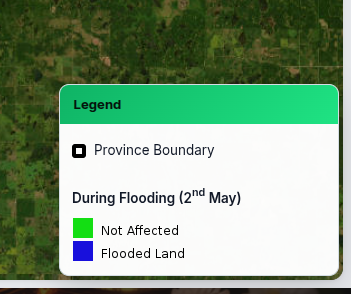 Legend
Province Boundary
During Flooding (2nd May)
Not Affected
Flooded Land